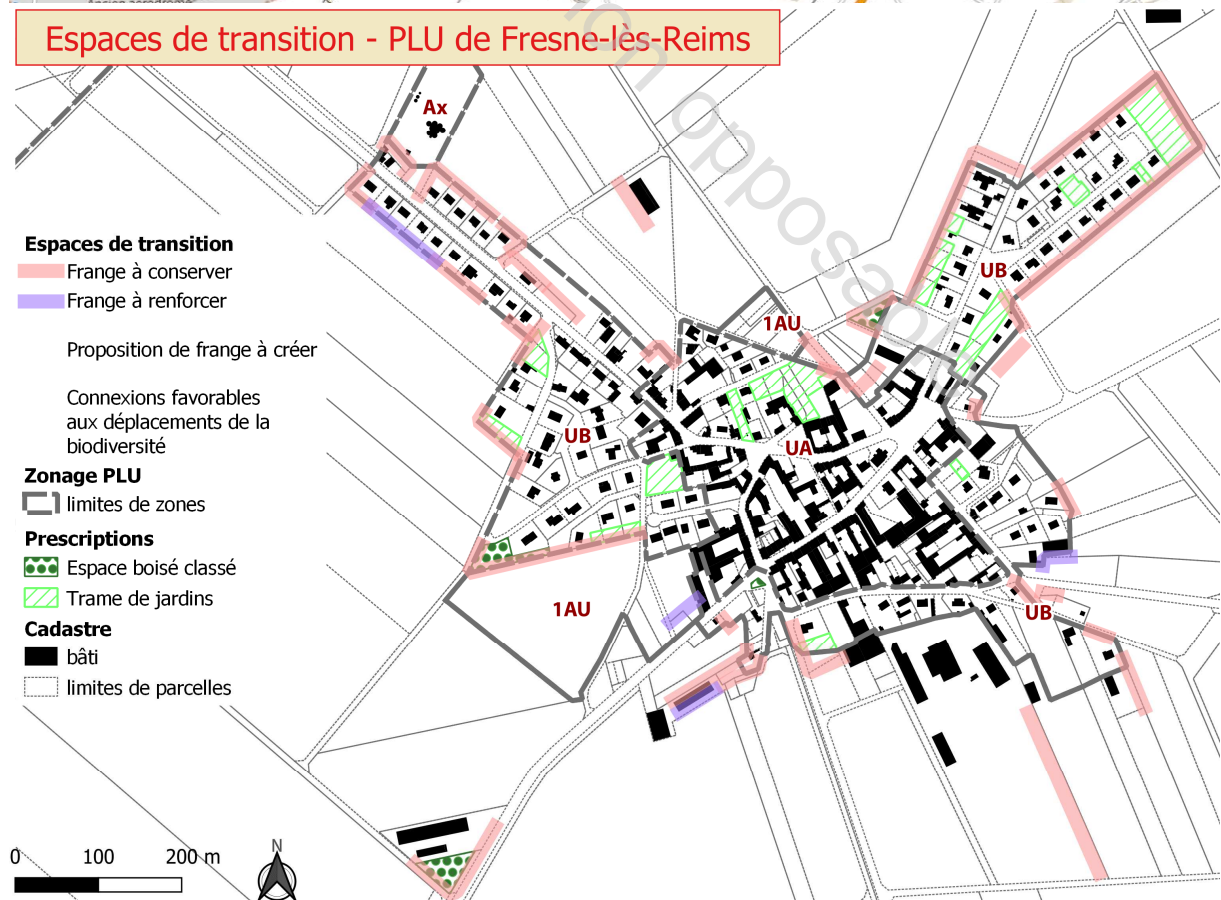 Ancien aérodrome
Espaces de transition - PLU de Fresne-lès-Reims
Ax
UB
1AU
UB
UA
1AU
UB
Espaces de transition
Frange à conserver
Frange à renforcer
Proposition de frange à créer
Connexions favorables
aux déplacements de la
biodiversité
Zonage PLU
limites de zones
Prescriptions
Espace boisé classé
Trame de jardins
Cadastre
bâti
limites de parcelles
0 100 200 m
N